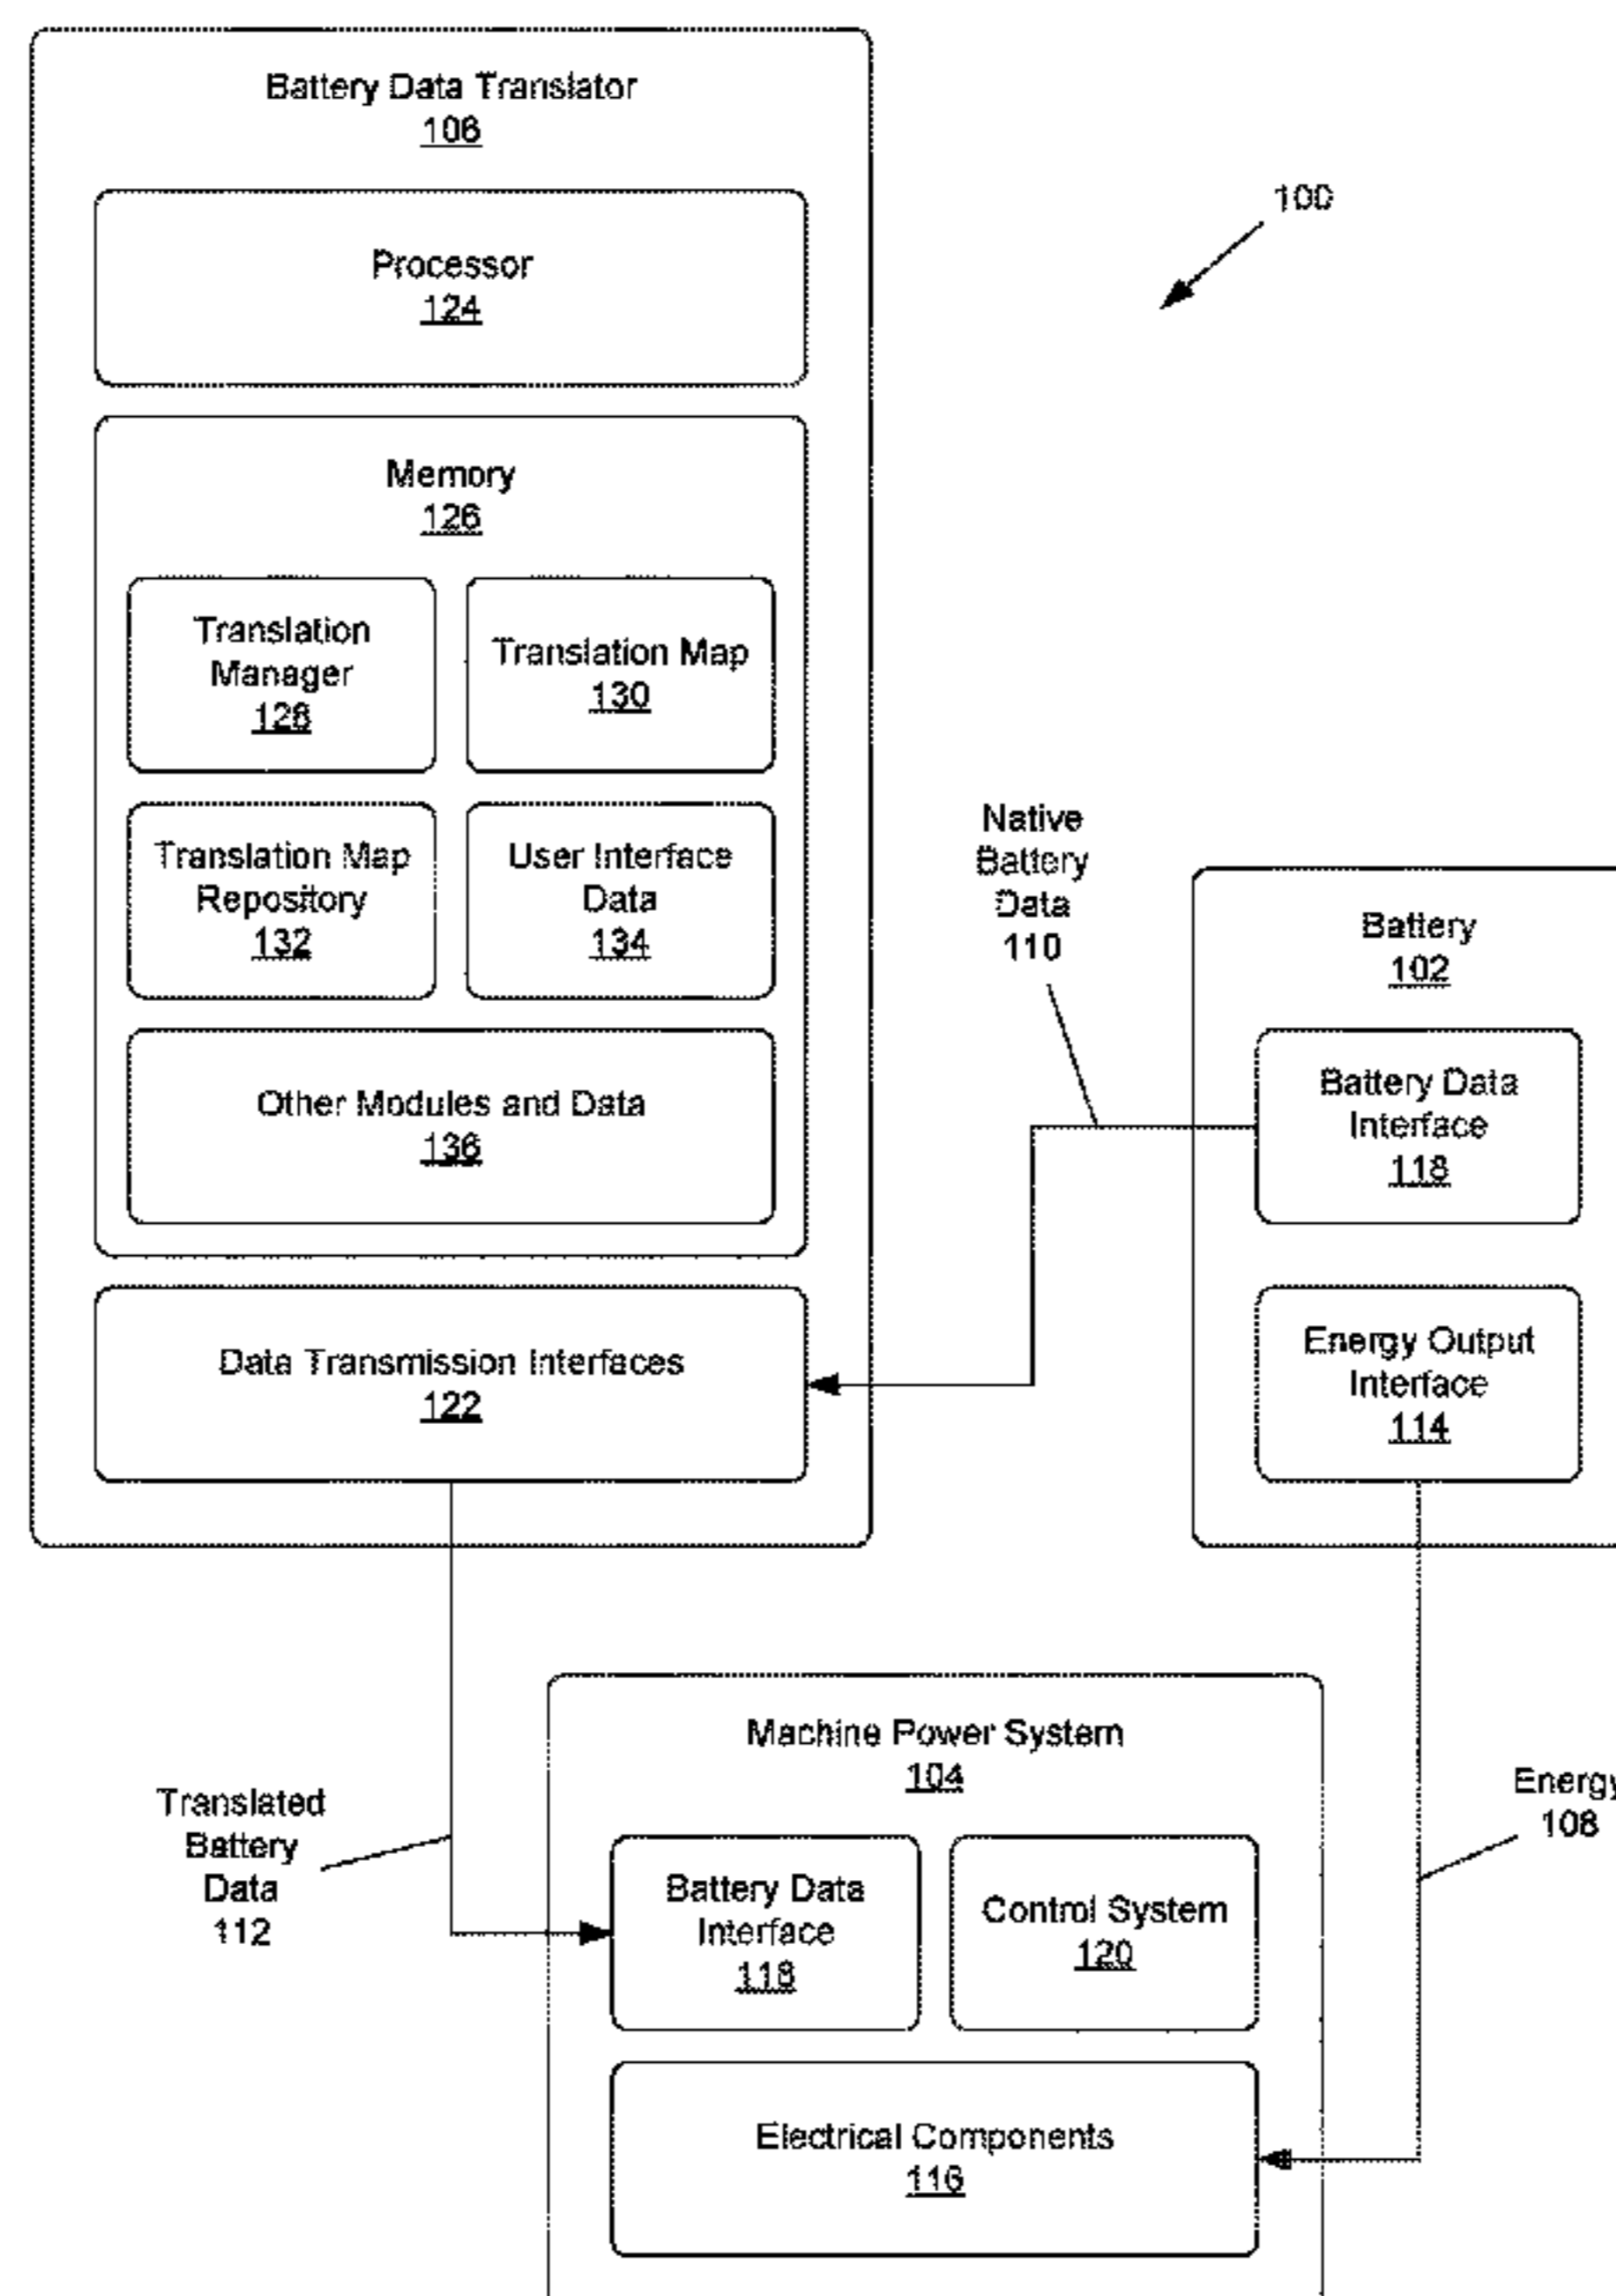 Battery Data Translator
106
Processor
124
100
Memory
126
Translation
Manager
128
Translation Map
130
Translation Map
Repository
132
User Interface
Data
134
Other Modules and Data
136
Data Transmission Interfaces
122
Native
Battery
Data
110
Battery
102
Battery Data
Interface
118
Energy Output
Interface
114
Machine Power System
104
Translated
Battery
Data
112
Battery Data
Interface
118
Control System
120
Energy
108
Electrical Components
116